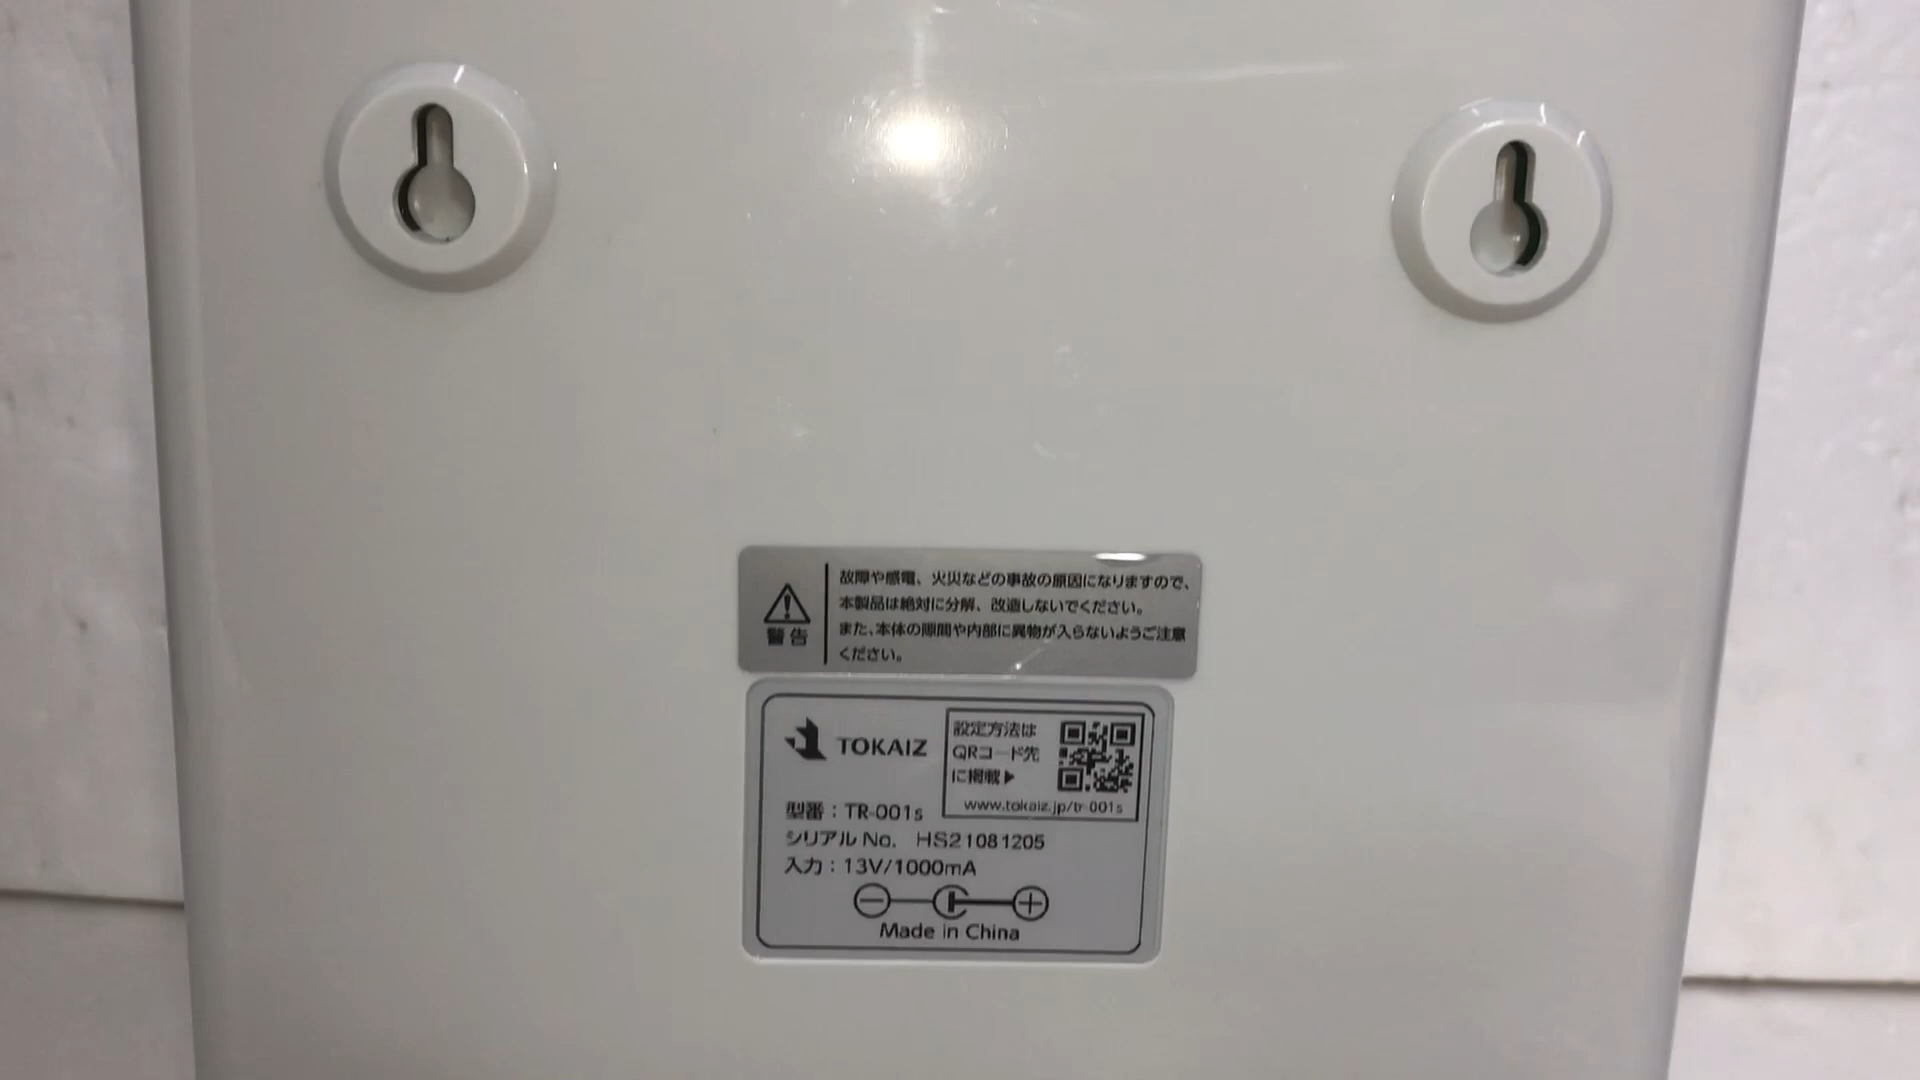 故障や感電、火災などの事故の原因になりますので、
本製品は絶対に分解、改造しないでください。
また、本体の隙間や内部に異物が入らないようご注意
ください。
警告
TOKAIZ
設定方法は
QRコード先
に掲載▶
www.tokaiz.jp/tr-001s
型番：TR-001s
シリアル No. HS21081205
入力：13V/1000mA
Made in China